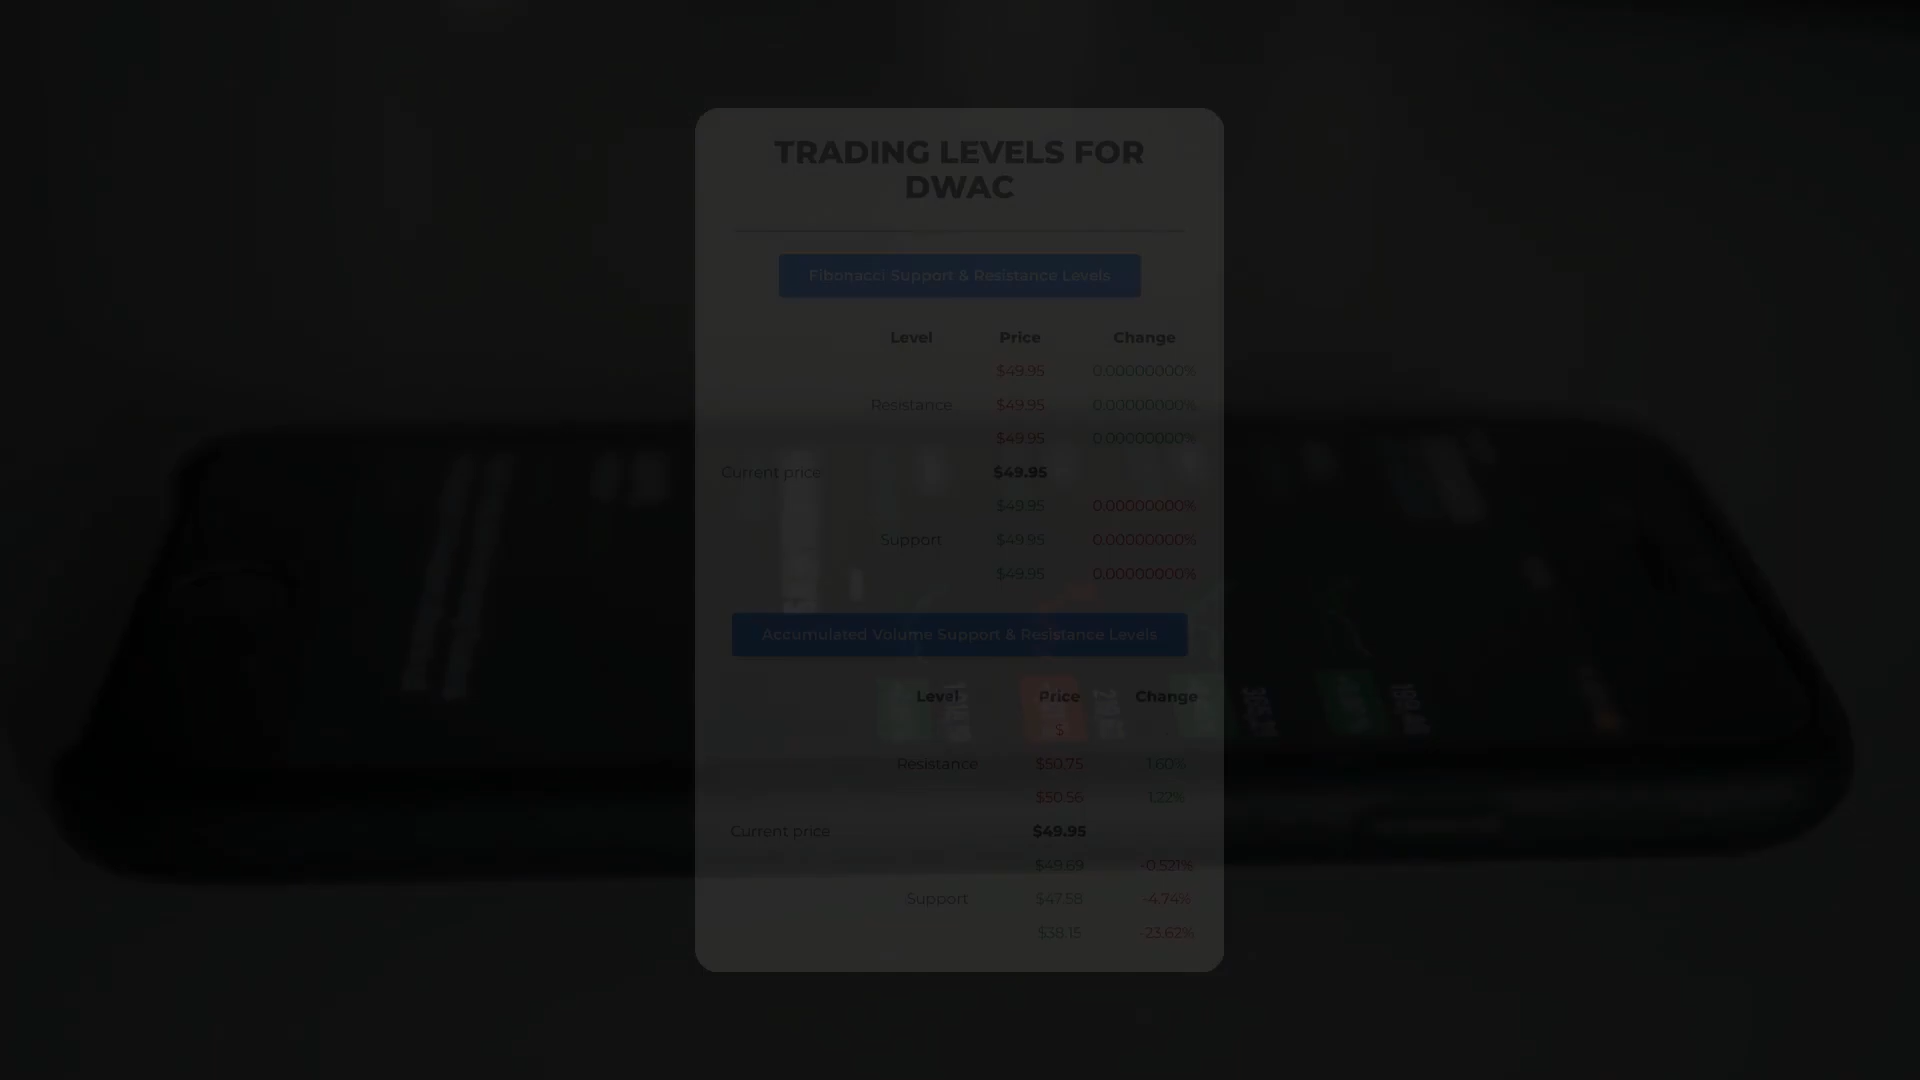 TRADING LEVELS FOR
DWAC
Fibonacci Support & Resistance Levels
Level Price Change
$49.95 0.00000000%
Resistance $49.95 0.00000000%
$49.95 0.00000000%
Current price $49.95
$49.95 0.00000000%
Support $49.95 0.00000000%
$49.95 0.00000000%
Accumulated Volume Support & Resistance Levels
Level Price Change
$
Resistance $50.75 1.60%
$50.56 1.22%
Current price $49.95
$49.69 -0.521%
Support $47.58 -4.74%
$38.15 -23.62%